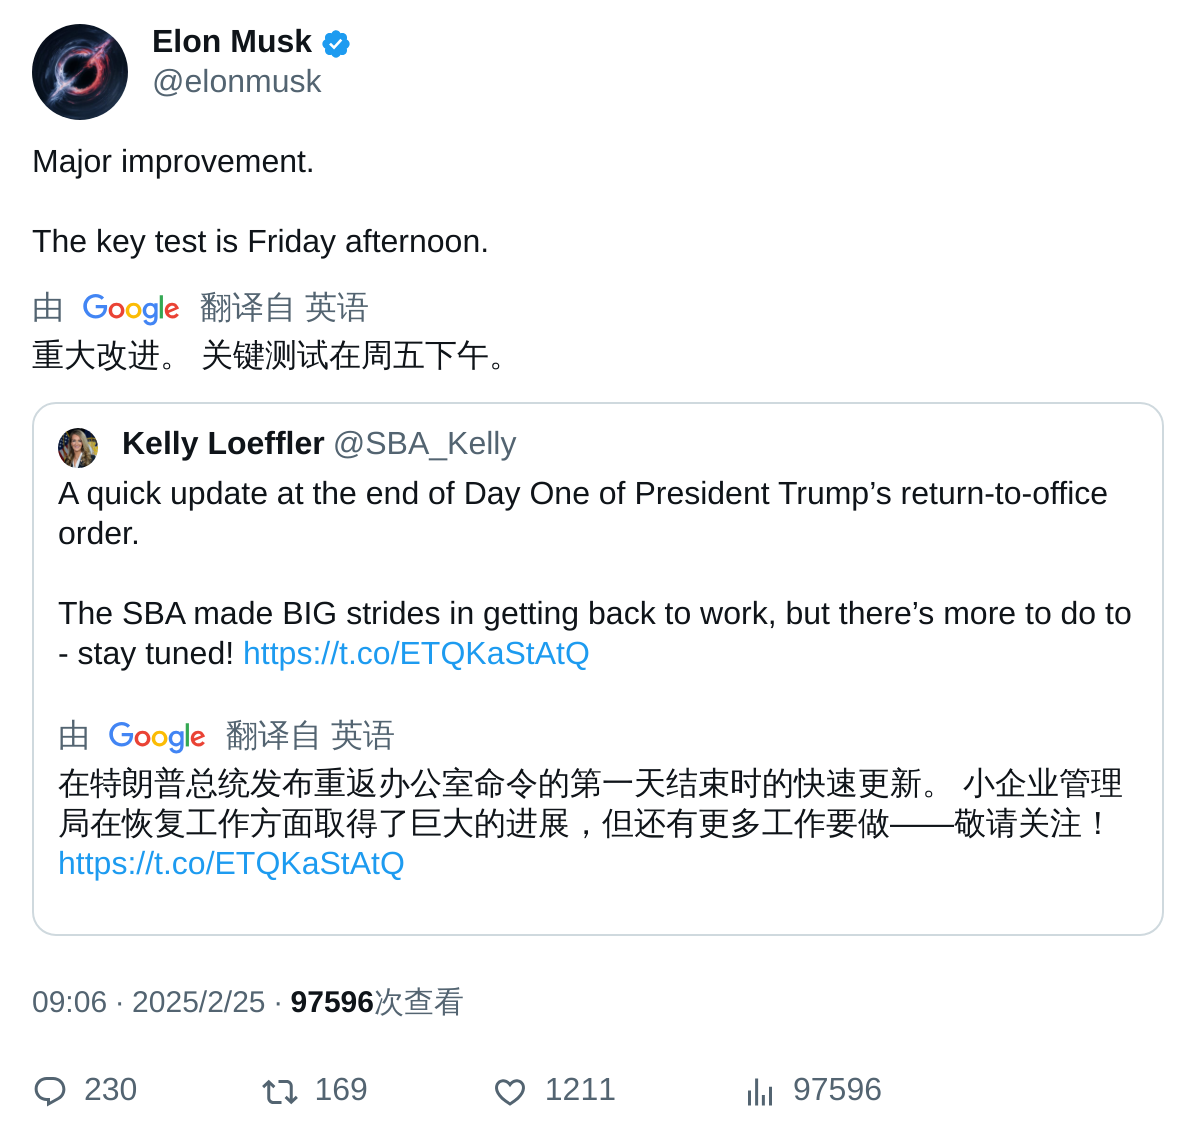 Elon Musk
@elonmusk
Major improvement.
The key test is Friday afternoon.
由 Google 翻译自 英语
重大改进。 关键测试在周五下午。
Kelly Loeffler @SBA_Kelly
A quick update at the end of Day One of President Trump’s return-to-office
order.
The SBA made BIG strides in getting back to work, but there’s more to do to
- stay tuned! https://t.co/ETQKaStAtQ
由 Google 翻译自 英语
在特朗普总统发布重返办公室命令的第一天结束时的快速更新。 小企业管理
局在恢复工作方面取得了巨大的进展，但还有更多工作要做——敬请关注！
https://t.co/ETQKaStAtQ
09:06 · 2025/2/25 · 97596次查看
230 169 1211 97596